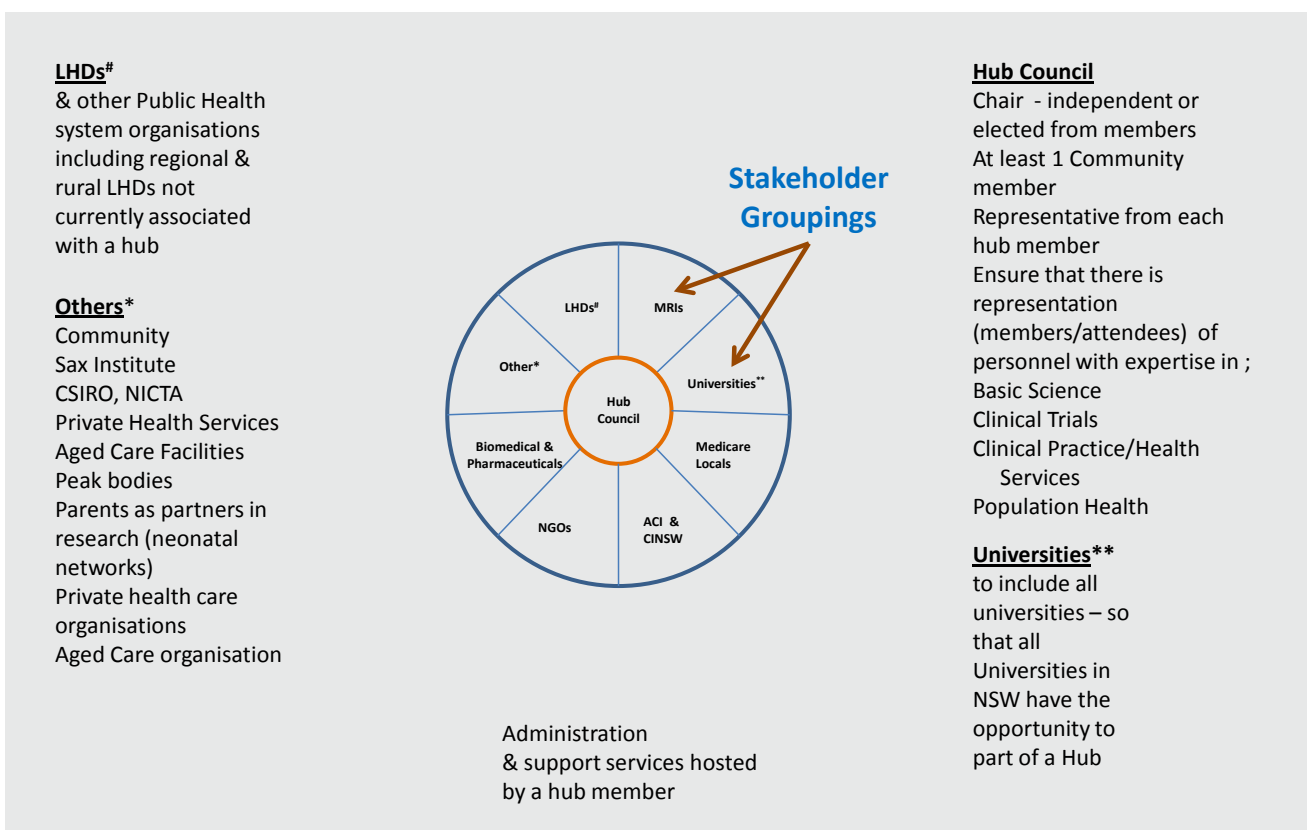 LHDs#
& other Public Health
system organisations
including regional &
rural LHDs not
currently associated
with a hub
Others*
Community
Sax Institute
CSIRO, NICTA
Private Health Services
Aged Care Facilities
Peak bodies
Parents as partners in
research (neonatal
networks)
Private health care
organisations
Aged Care organisation
Stakeholder
Groupings
LHDs#
MRIs
Other*
Universities**
Hub
Council
Biomedical &
Pharmaceuticals
Medicare
Locals
NGOs
ACI &
CINSW
Administration
& support services hosted
by a hub member
Hub Council
Chair - independent or
elected from members
At least 1 Community
member
Representative from each
hub member
Ensure that there is
representation
(members/attendees) of
personnel with expertise in ;
Basic Science
Clinical Trials
Clinical Practice/Health
Services
Population Health
Universities**
to include all
universities – so
that all
Universities in
NSW have the
opportunity to
part of a Hub